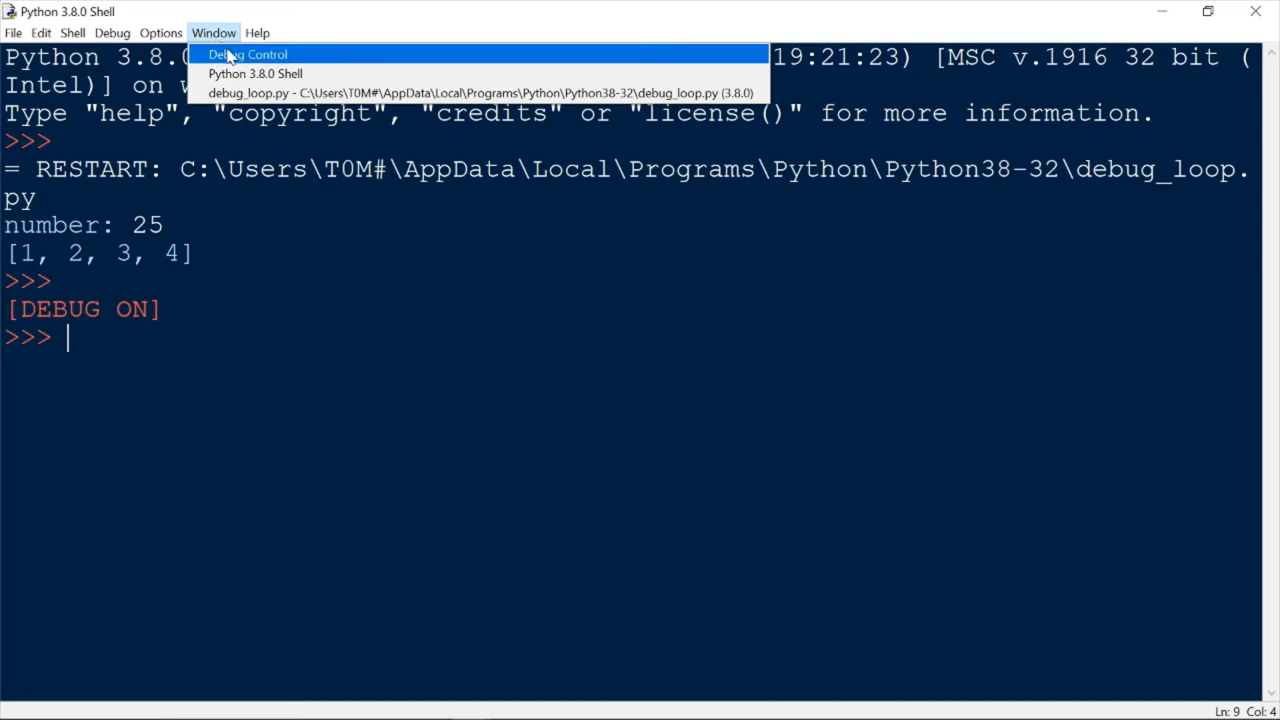 Python 3.8.0 Shell
File Edit Shell Debug Options Window Help
Debug Control
Python 3.8.0 Shell
debug_loop.py - C:\Users\T0M#\AppData\Local\Programs\Python\Python38-32\debug_loop.py (3.8.0)
Python 3.8.0 19:21:23) [MSC v.1916 32 bit (
Intel)] on
Type "help", "copyright", "credits" or "license()" for more information.
>>>
= RESTART: C:\Users\T0M#\AppData\Local\Programs\Python\Python38-32\debug_loop.
py
number: 25
[1, 2, 3, 4]
>>>
[DEBUG ON]
>>>
Ln: 9 Col: 4